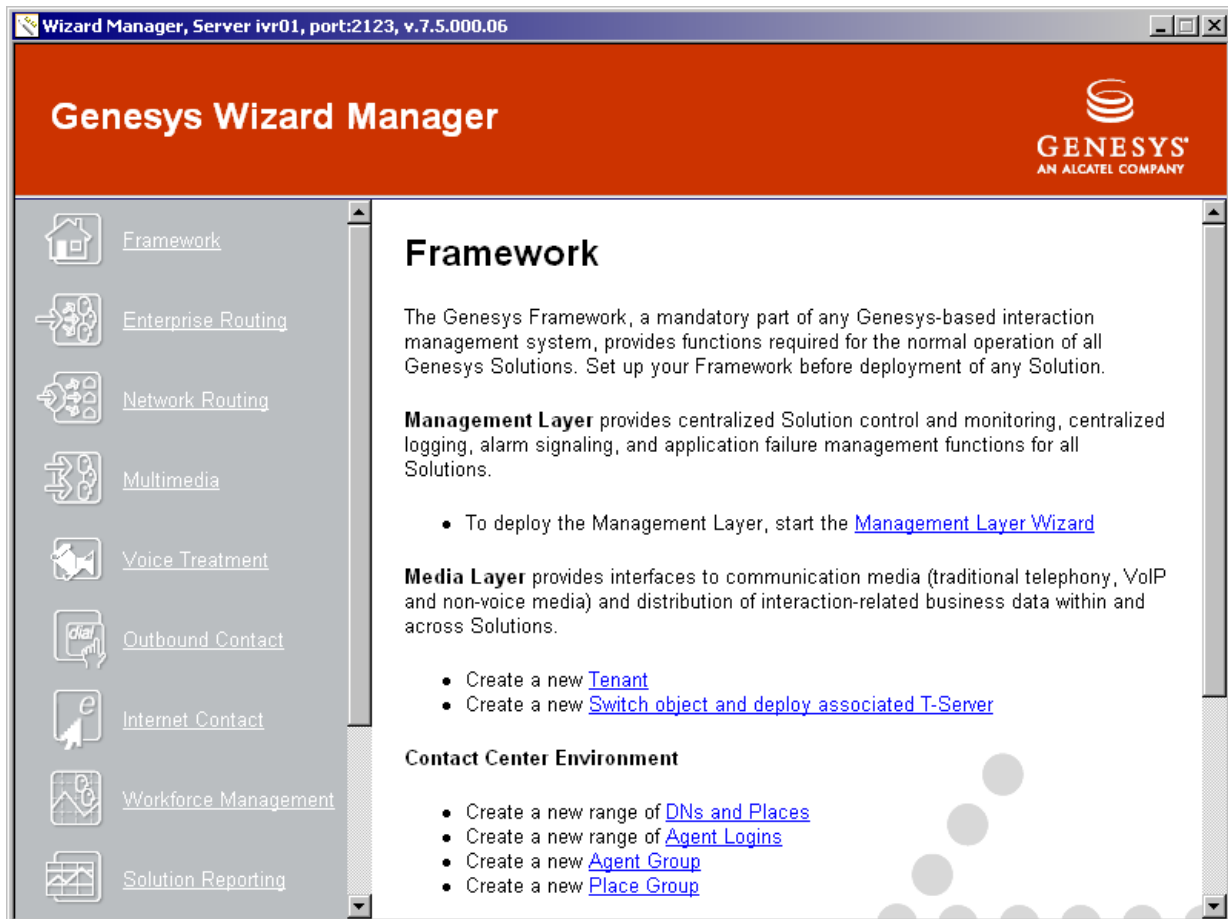 Wizard Manager, Server ivr01, port:2123, v.7.5.000.06
Genesys Wizard Manager
GENESYS
AN ALCATEL COMPANY
Framework
Enterprise Routing
Network Routing
Multimedia
Voice Treatment
dial
Outbound Contact
e
Internet Contact
Workforce Management
Solution Reporting
Framework
The Genesys Framework, a mandatory part of any Genesys-based interaction
management system, provides functions required for the normal operation of all
Genesys Solutions. Set up your Framework before deployment of any Solution.
Management Layer provides centralized Solution control and monitoring, centralized
logging, alarm signaling, and application failure management functions for all
Solutions.
• To deploy the Management Layer, start the Management Layer Wizard
Media Layer provides interfaces to communication media (traditional telephony, VoIP
and non-voice media) and distribution of interaction-related business data within and
across Solutions.
• Create a new Tenant
• Create a new Switch object and deploy associated T-Server
Contact Center Environment
• Create a new range of DNs and Places
• Create a new range of Agent Logins
• Create a new Agent Group
• Create a new Place Group